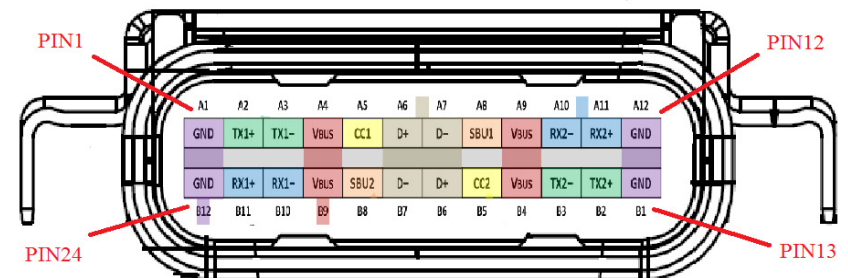 PIN1 PIN12
A1 A2 A3 A4 A5 A6 A7 A8 A9 A10 A11 A12
GND TX1+ TX1− VBUS CC1 D+ D− SBU1 VBUS RX2− RX2+ GND
GND RX1+ RX1− VBUS SBU2 D− D+ CC2 VBUS TX2− TX2+ GND
B12 B11 B10 B9 B8 B7 B6 B5 B4 B3 B2 B1
PIN24 PIN13